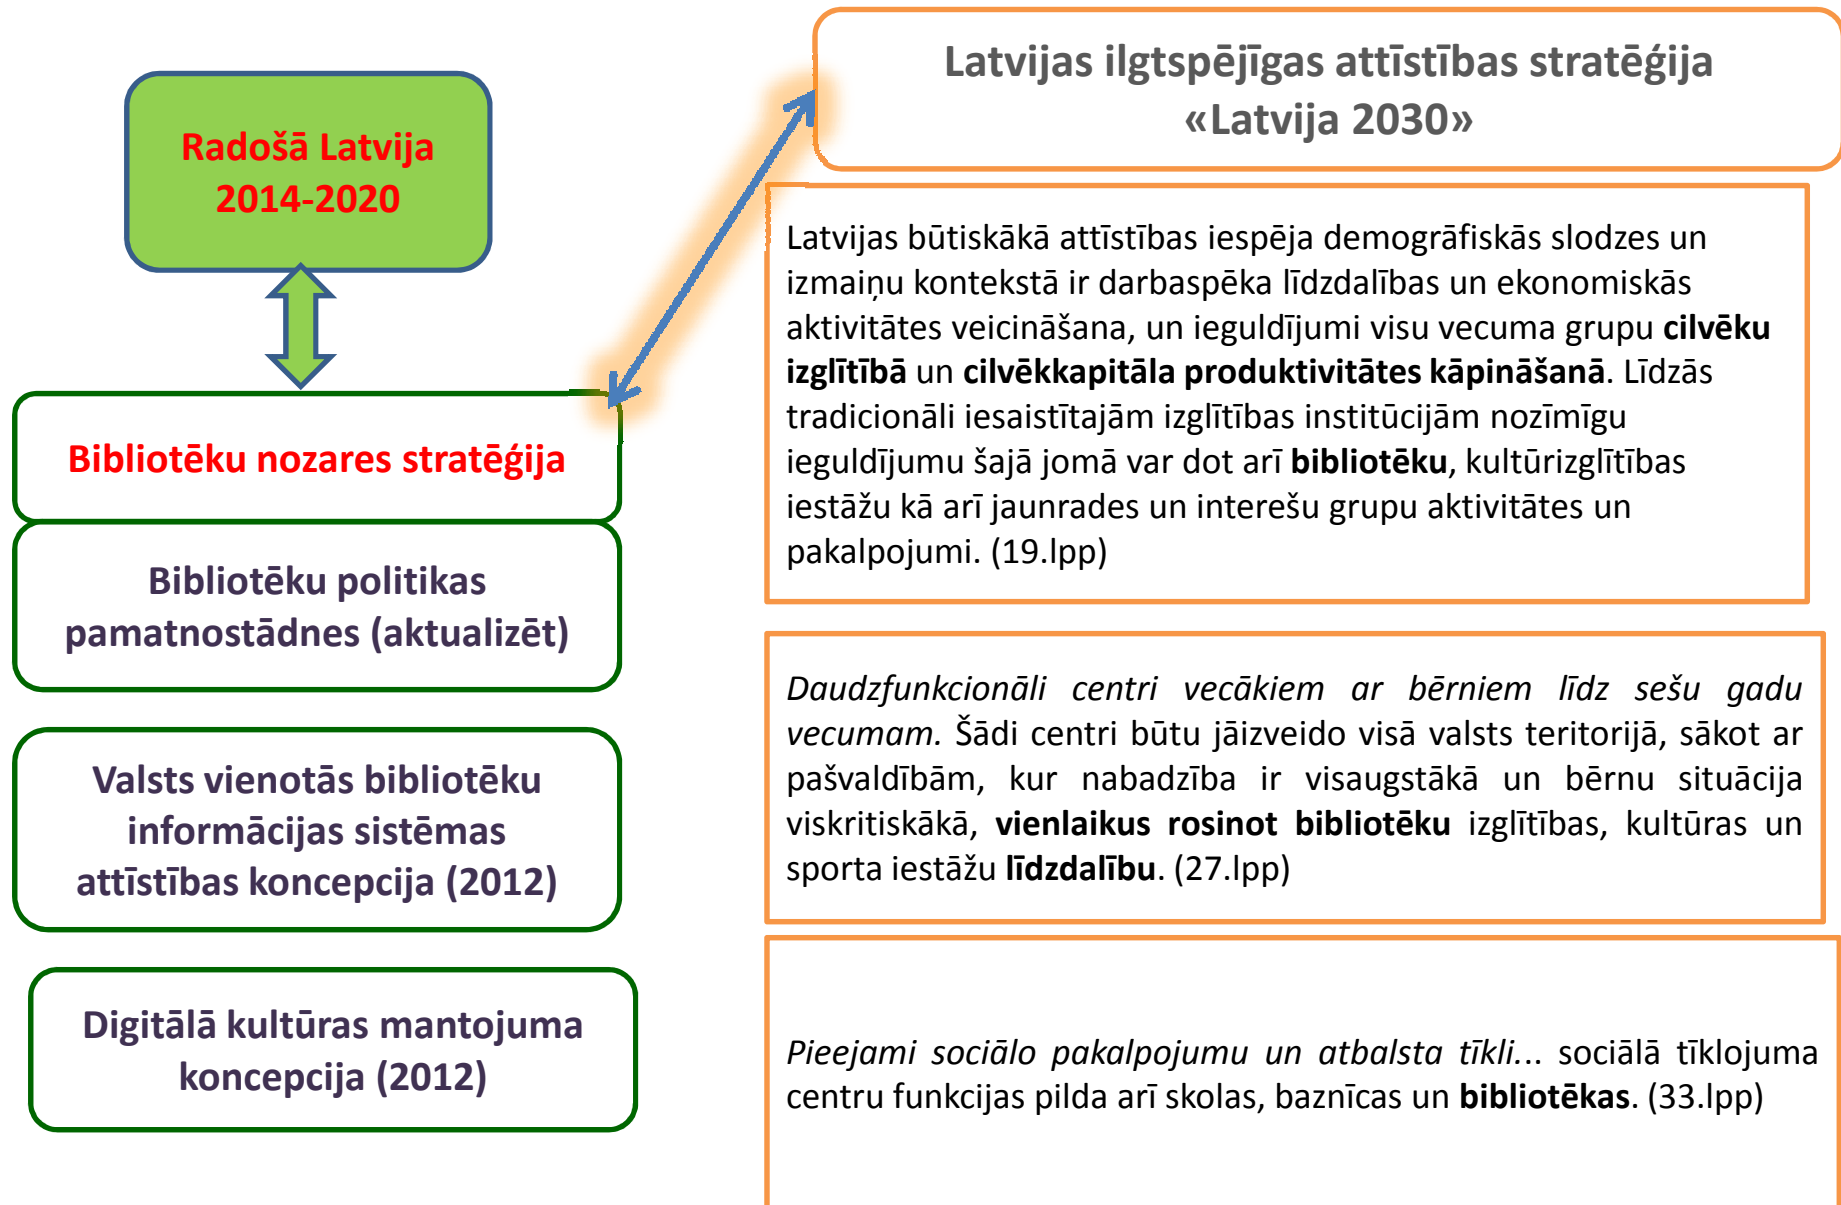 Radošā Latvija
2014-2020
Bibliotēku nozares stratēģija
Bibliotēku politikas
pamatnostādnes (aktualizēt)
Valsts vienotās bibliotēku
informācijas sistēmas
attīstības koncepcija (2012)
Digitālā kultūras mantojuma
koncepcija (2012)
Latvijas ilgtspējīgas attīstības stratēģija
«Latvija 2030»
Latvijas būtiskākā attīstības iespēja demogrāfiskās slodzes un
izmaiņu kontekstā ir darbaspēka līdzdalības un ekonomiskās
aktivitātes veicināšana, un ieguldījumi visu vecuma grupu cilvēku
izglītībā un cilvēkkapitāla produktivitātes kāpināšanā. Līdzās
tradicionāli iesaistītajām izglītības institūcijām nozīmīgu
ieguldījumu šajā jomā var dot arī bibliotēku, kultūrizglītības
iestāžu kā arī jaunrades un interešu grupu aktivitātes un
pakalpojumi. (19.lpp)
Daudzfunkcionāli centri vecākiem ar bērniem līdz sešu gadu
vecumam. Šādi centri būtu jāizveido visā valsts teritorijā, sākot ar
pašvaldībām, kur nabadzība ir visaugstākā un bērnu situācija
viskritiskākā, vienlaikus rosinot bibliotēku izglītības, kultūras un
sporta iestāžu līdzdalību. (27.lpp)
Pieejami sociālo pakalpojumu un atbalsta tīkli... sociālā tīklojuma
centru funkcijas pilda arī skolas, baznīcas un bibliotēkas. (33.lpp)